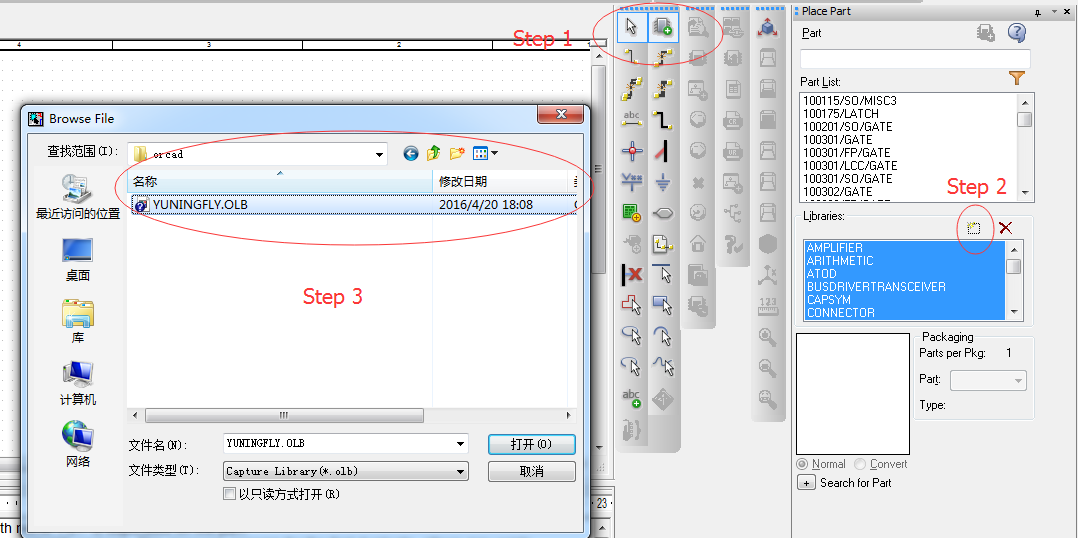 Place Part
Step 1
Part
4
3
2
1
Part List:
100115/SO/MISC3
100175/LATCH
100201/SO/GATE
100301/GATE
100301/FP/GATE
100301/LCC/GATE
100301/SO/GATE
100302/GATE
Browse File
查找范围(I):
orcad
名称
修改日期
YUNINGFLY.OLB
2016/4/20 18:08
最近访问的位置
桌面
库
计算机
网络
Step 3
文件名(N):
YUNINGFLY.OLB
打开(O)
文件类型(T):
Capture Library(*.olb)
取消
以只读方式打开(R)
abc
abc
123
Step 2
Libraries:
AMPLIFIER
ARITHMETIC
ATOD
BUSDRIVERTRANSCEIVER
CAPSYM
CONNECTOR
Packaging
Parts per Pkg: 1
Part:
Type:
Normal
Convert
Search for Part
23